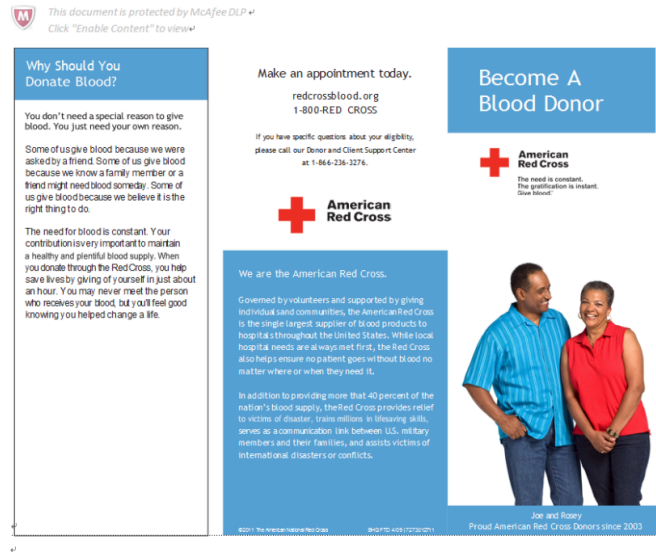 This document is protected by McAfee DLP
Click "Enable Content" to view
Why Should You
Donate Blood?
You don't need a special reason to give
blood. You just need your own reason.
Some of us give blood because we were
asked by a friend. Some of us give blood
because we know a family member or a
friend might need blood someday. Some of
us give blood because we believe it is the
right thing to do.
The need for blood is constant. Your
contribution is very important to maintain
a healthy and plentiful blood supply. When
you donate through the Red Cross, you help
save lives by giving of yourself in just about
an hour. You may never meet the person
who receives your blood, but you'll feel good
knowing you helped change a life.
Make an appointment today.
redcrossblood.org
1-800-RED CROSS
If you have specific questions about your eligibility,
please call our Donor and Client Support Center
at 1-866-236-3276.
American
Red Cross
We are the American Red Cross.
Governed by volunteers and supported by giving
individuals and communities, the American Red Cross
is the single largest supplier of blood products to
hospitals throughout the United States. While local
hospital needs are always met first, the Red Cross
also helps ensure no patient goes without blood no
matter where or when they need it.
In addition to providing more that 40 percent of the
nation's blood supply, the Red Cross provides relief
to victims of disaster, trains millions in lifesaving skills,
serves as a communication link between U.S. military
members and their families, and assists victims of
international disasters or conflicts.
©2011 The American National Red Cross
Become A
Blood Donor
American
Red Cross
The need is constant.
The gratification is instant.
Give blood.
Joe and Rosey
Proud American Red Cross Donors since 2003